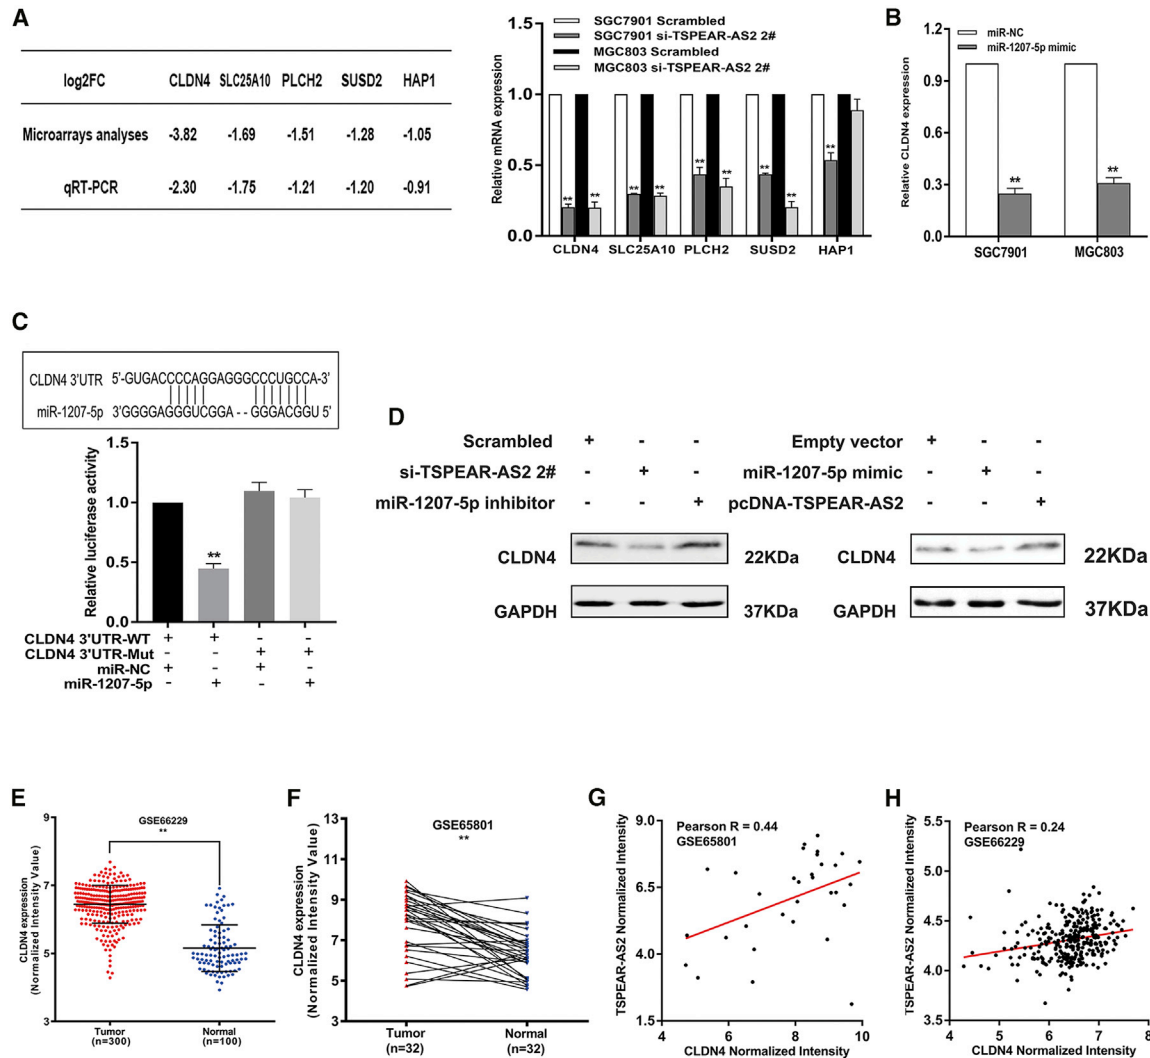 A
log2FC CLDN4 SLC25A10 PLCH2 SUSD2 HAP1
Microarrays analyses -3.82 -1.69 -1.51 -1.28 -1.05
qRT-PCR -2.30 -1.75 -1.21 -1.20 -0.91
SGC7901 Scrambled
SGC7901 si-TSPEAR-AS2 2#
MGC803 Scrambled
MGC803 si-TSPEAR-AS2 2#
Relative mRNA expression
1.0
0.5
0.0
** ** ** ** ** ** ** ** **
CLDN4 SLC25A10 PLCH2 SUSD2 HAP1
B
miR-NC
miR-1207-5p mimic
Relative CLDN4 expression
1.2
0.9
0.6
0.3
0.0
** **
SGC7901 MGC803
C
CLDN4 3'UTR 5'-GUGACCCCAGGAGGGCCCUGCCA-3'
miR-1207-5p 3'GGGGAGGGUCGGA - - GGGACGGU 5'
Relative luciferase activity
1.5
1.0
0.5
0.0
**
CLDN4 3'UTR-WT + + - -
CLDN4 3'UTR-Mut - - + +
miR-NC + - + -
miR-1207-5p - + - +
D
Scrambled + - -
si-TSPEAR-AS2 2# - + -
miR-1207-5p inhibitor - - +
CLDN4 22KDa
GAPDH 37KDa
Empty vector + - -
miR-1207-5p mimic - + -
pcDNA-TSPEAR-AS2 - - +
CLDN4 22KDa
GAPDH 37KDa
E
GSE66229
**
CLDN4 expression
(Normalized Intensity Value)
9
7
5
3
Tumor Normal
(n=300) (n=100)
F
GSE65801
**
CLDN4 expression
(Normalized Intensity Value)
15
13
11
9
7
5
3
Tumor Normal
(n=32) (n=32)
G
Pearson R = 0.44
GSE65801
TSPEAR-AS2 Normalized Intensity
9.0
6.5
4.0
1.5
4 6 8 10
CLDN4 Normalized Intensity
H
Pearson R = 0.24
GSE66229
TSPEAR-AS2 Normalized Intensity
5.5
5.0
4.5
4.0
3.5
4 5 6 7 8
CLDN4 Normalized Intensity